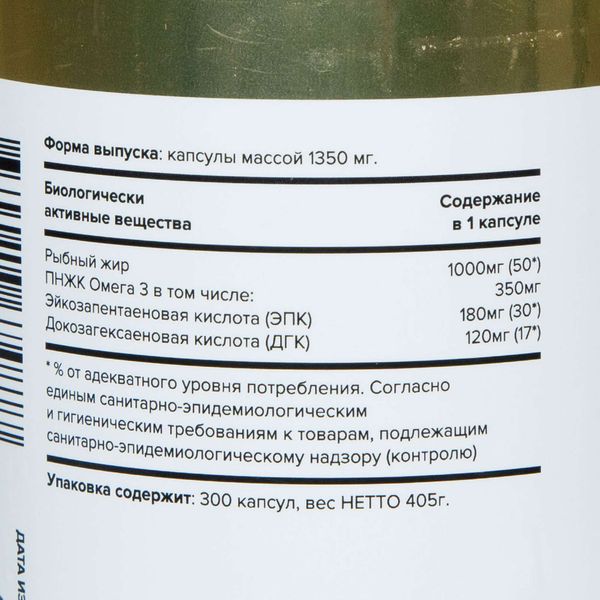 Форма выпуска: капсулы массой 1350 мг.
Биологически
активные вещества
Содержание
в 1 капсуле
Рыбный жир 1000мг (50*)
ПНЖК Омега 3 в том числе: 350мг
Эйкозапентаеновая кислота (ЭПК) 180мг (30*)
Докозагексаеновая кислота (ДГК) 120мг (17*)
* % от адекватного уровня потребления. Согласно
единым санитарно-эпидемиологическим
и гигиеническим требованиям к товарам, подлежащим
санитарно-эпидемиологическому надзору (контролю)
Упаковка содержит: 300 капсул, вес НЕТТО 405г.
ДАТА